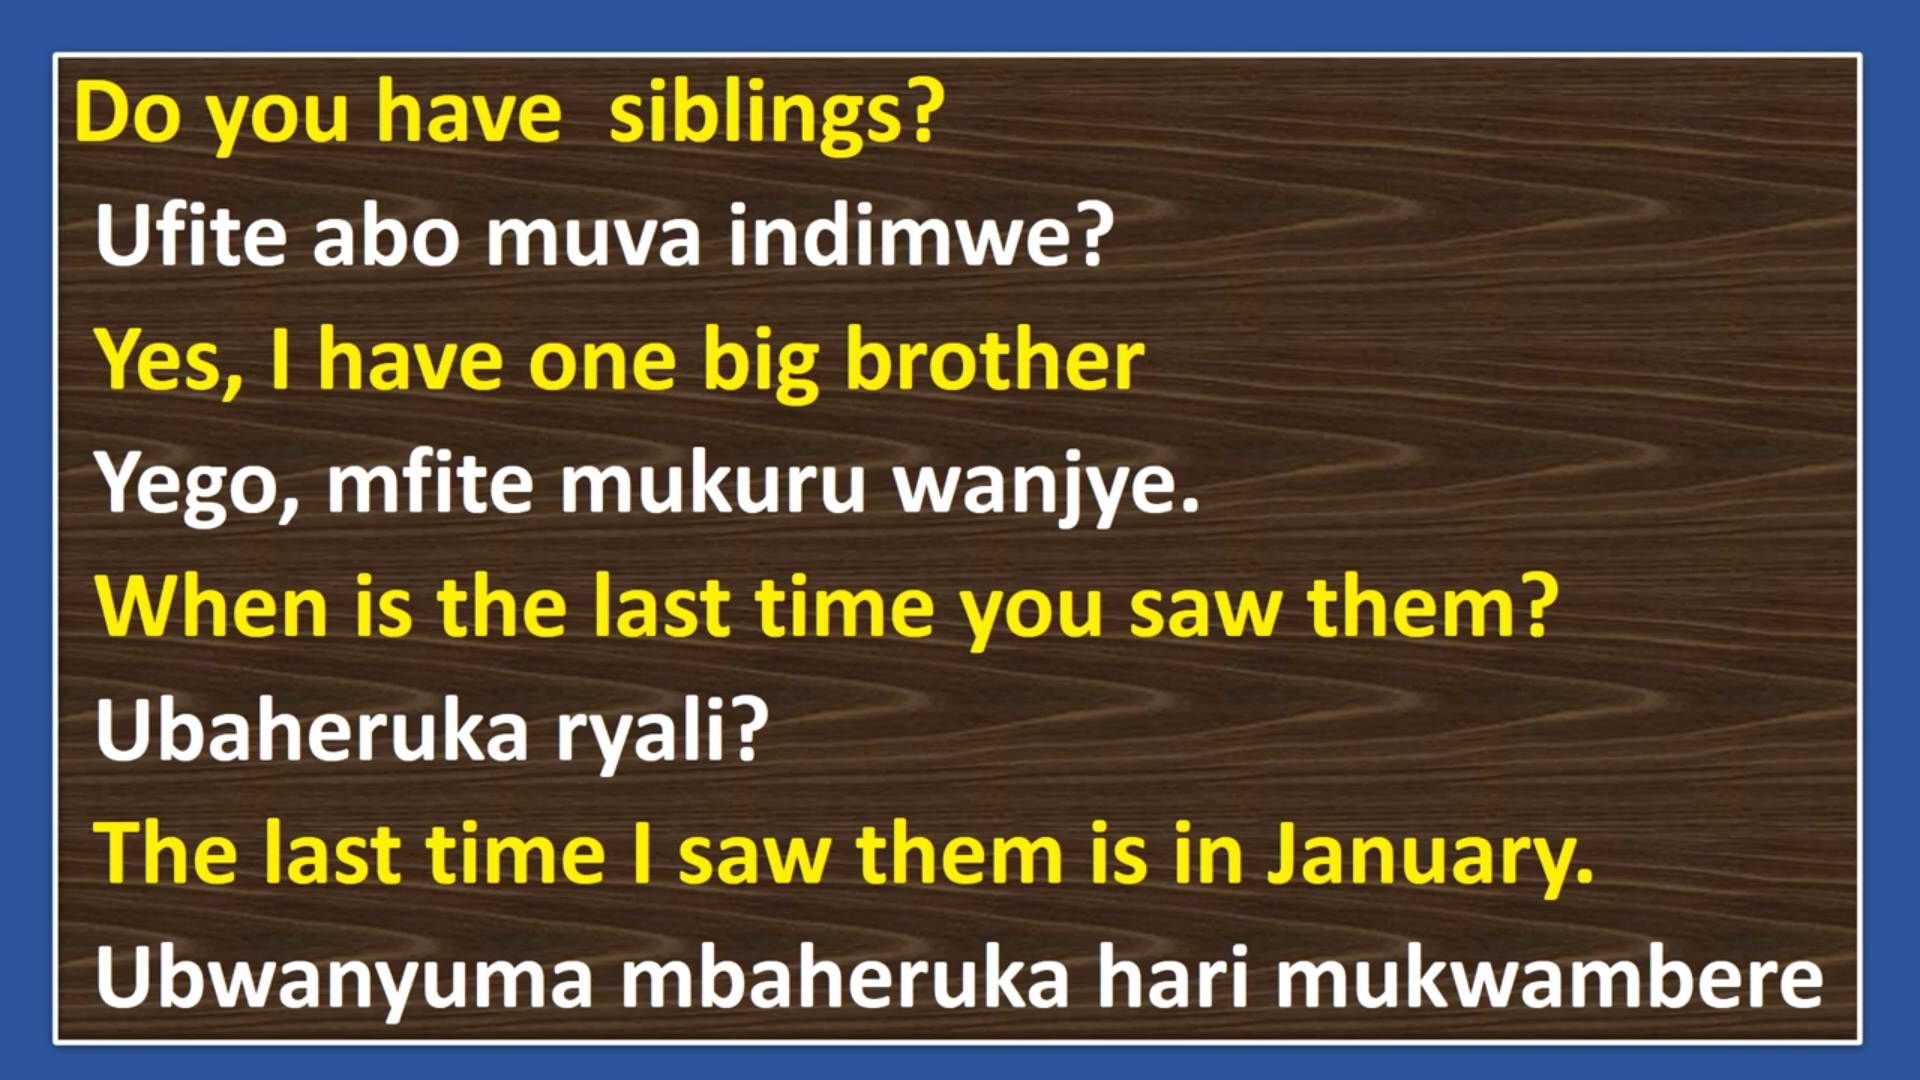 Do you have  siblings?
Ufite abo muva indimwe?
Yes, I have one big brother
Yego, mfite mukuru wanjye.
When is the last time you saw them?
Ubaheruka ryali?
The last time I saw them is in January.
Ubwanyuma mbaheruka hari mukwambere